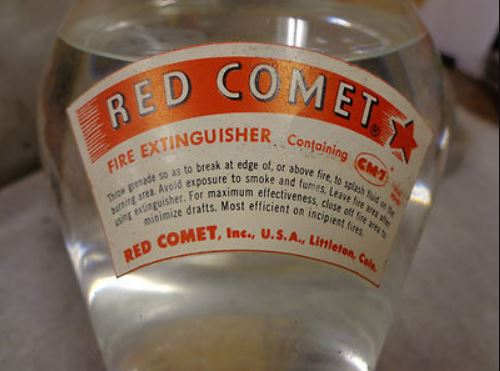 RED COMET®
FIRE EXTINGUISHER Containing CM-7
Throw grenade so as to break at edge of, or above fire, to splash fluid on the
burning area. Avoid exposure to smoke and fumes. Leave fire area after
using extinguisher. For maximum effectiveness, close off fire area to
minimize drafts. Most efficient on incipient fires.
RED COMET, Inc., U.S.A., Littleton, Colo.